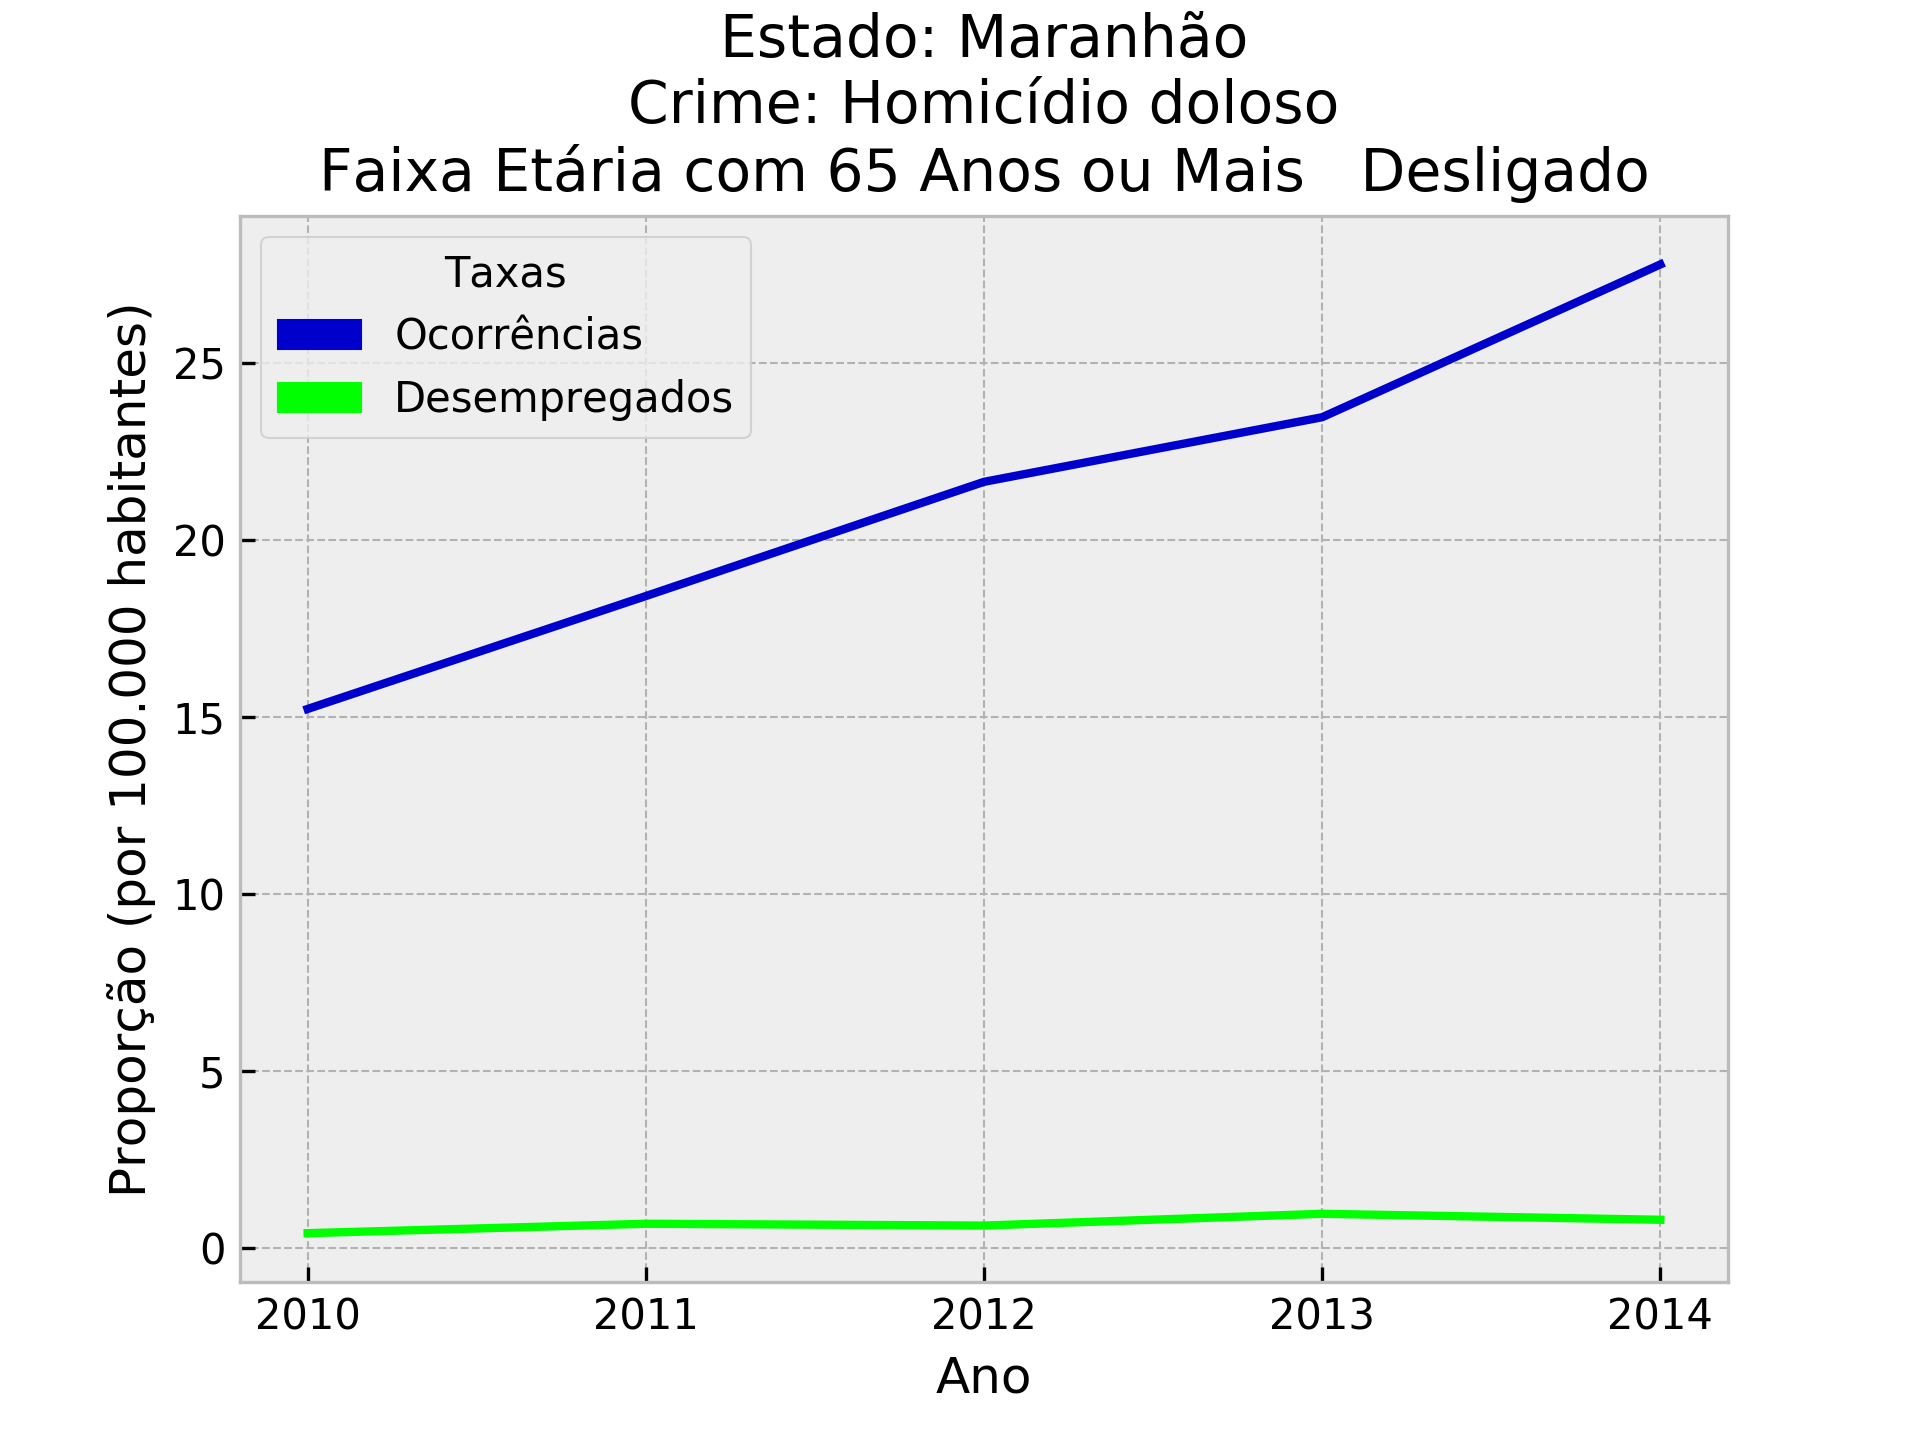 Estado: Maranhão
Crime: Homicídio doloso
Faixa Etária com 65 Anos ou Mais   Desligado
Taxas
Ocorrências
Desempregados
Proporção (por 100.000 habitantes)
25
20
15
10
5
0
2010 2011 2012 2013 2014
Ano